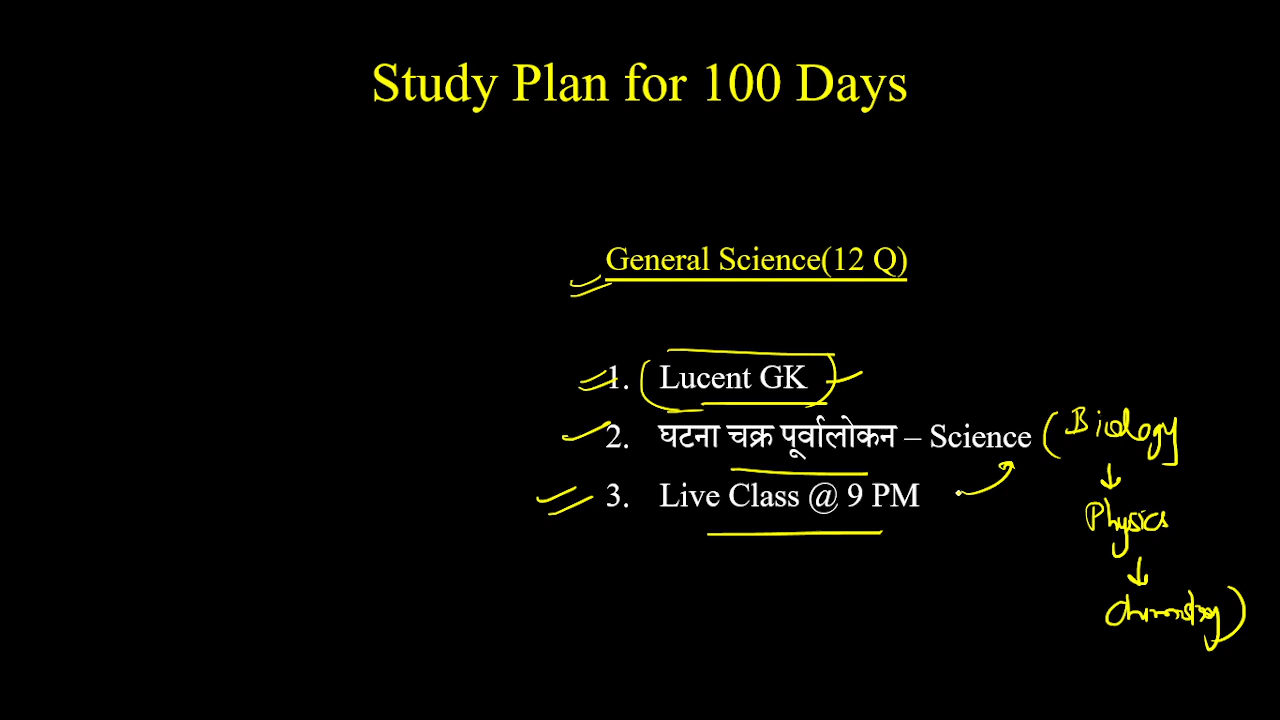 Study Plan for 100 Days
General Science(12 Q)
1. Lucent GK
2. घटना चक्र पूर्वालोकन – Science (Biology
3. Live Class @ 9 PM
↓
Physics
↓
Chemistry)